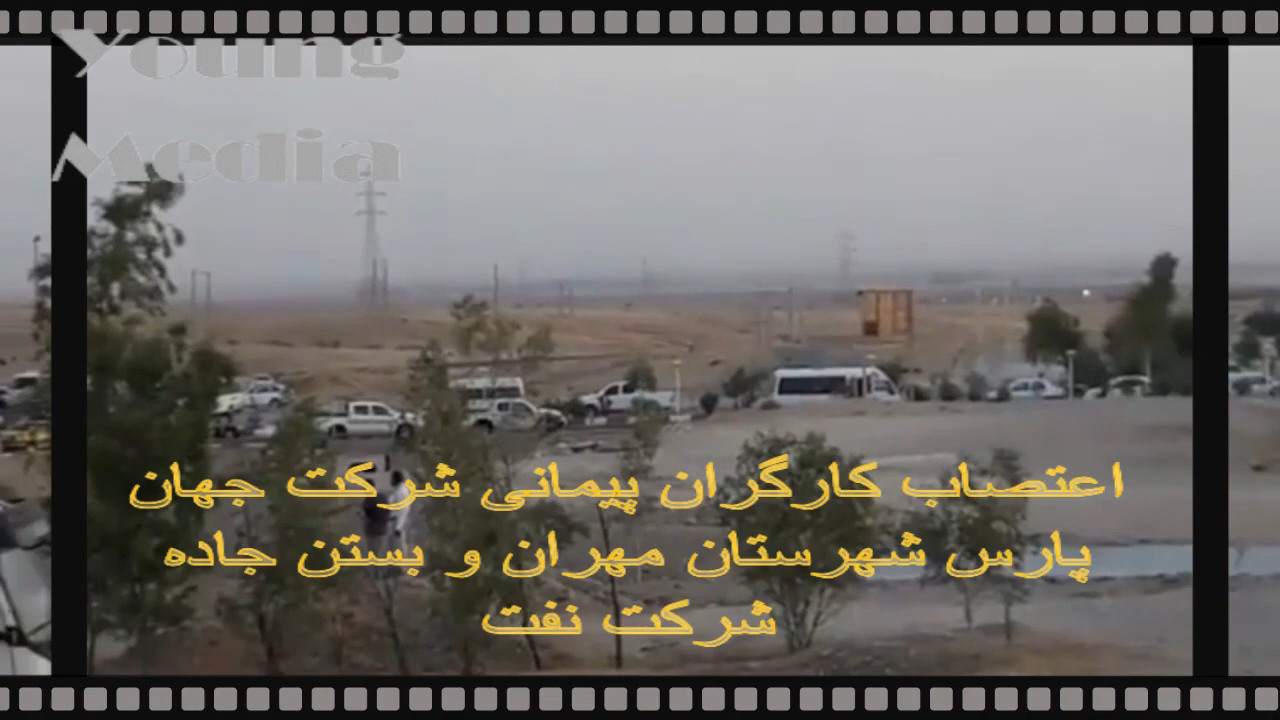 Young
Media
اعتصاب کارگران پیمانی شرکت جهان
پارس شهرستان مهران و بستن جاده
شرکت نفت